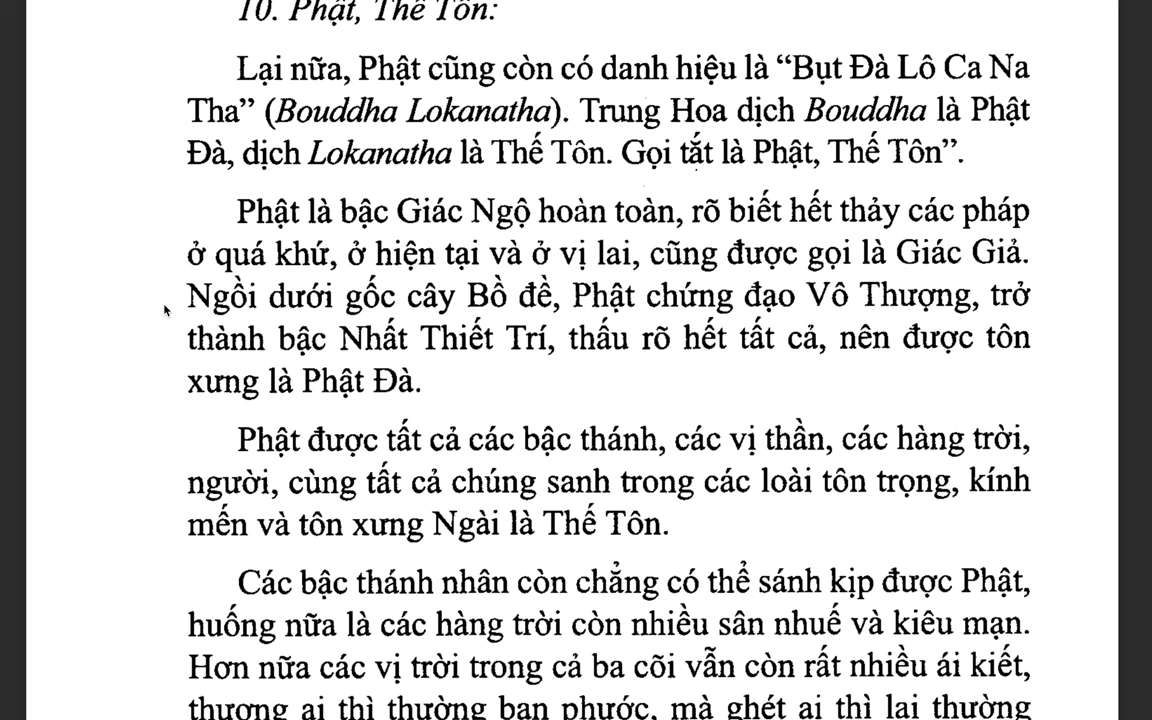 10. Phật, Thế Tôn:
Lại nữa, Phật cũng còn có danh hiệu là “Bụt Đà Lô Ca Na
Tha” (Bouddha Lokanatha). Trung Hoa dịch Bouddha là Phật
Đà, dịch Lokanatha là Thế Tôn. Gọi tắt là Phật, Thế Tôn”.
Phật là bậc Giác Ngộ hoàn toàn, rõ biết hết thảy các pháp
ở quá khứ, ở hiện tại và ở vị lai, cũng được gọi là Giác Giả.
Ngồi dưới gốc cây Bồ đề, Phật chứng đạo Vô Thượng, trở
thành bậc Nhất Thiết Trí, thấu rõ hết tất cả, nên được tôn
xưng là Phật Đà.
Phật được tất cả các bậc thánh, các vị thần, các hàng trời,
người, cùng tất cả chúng sanh trong các loài tôn trọng, kính
mến và tôn xưng Ngài là Thế Tôn.
Các bậc thánh nhân còn chẳng có thể sánh kịp được Phật,
huống nữa là các hàng trời còn nhiều sân nhuế và kiêu mạn.
Hơn nữa các vị trời trong cả ba cõi vẫn còn rất nhiều ái kiết,
thương ai thì thường ban phước, mà ghét ai thì lại thường